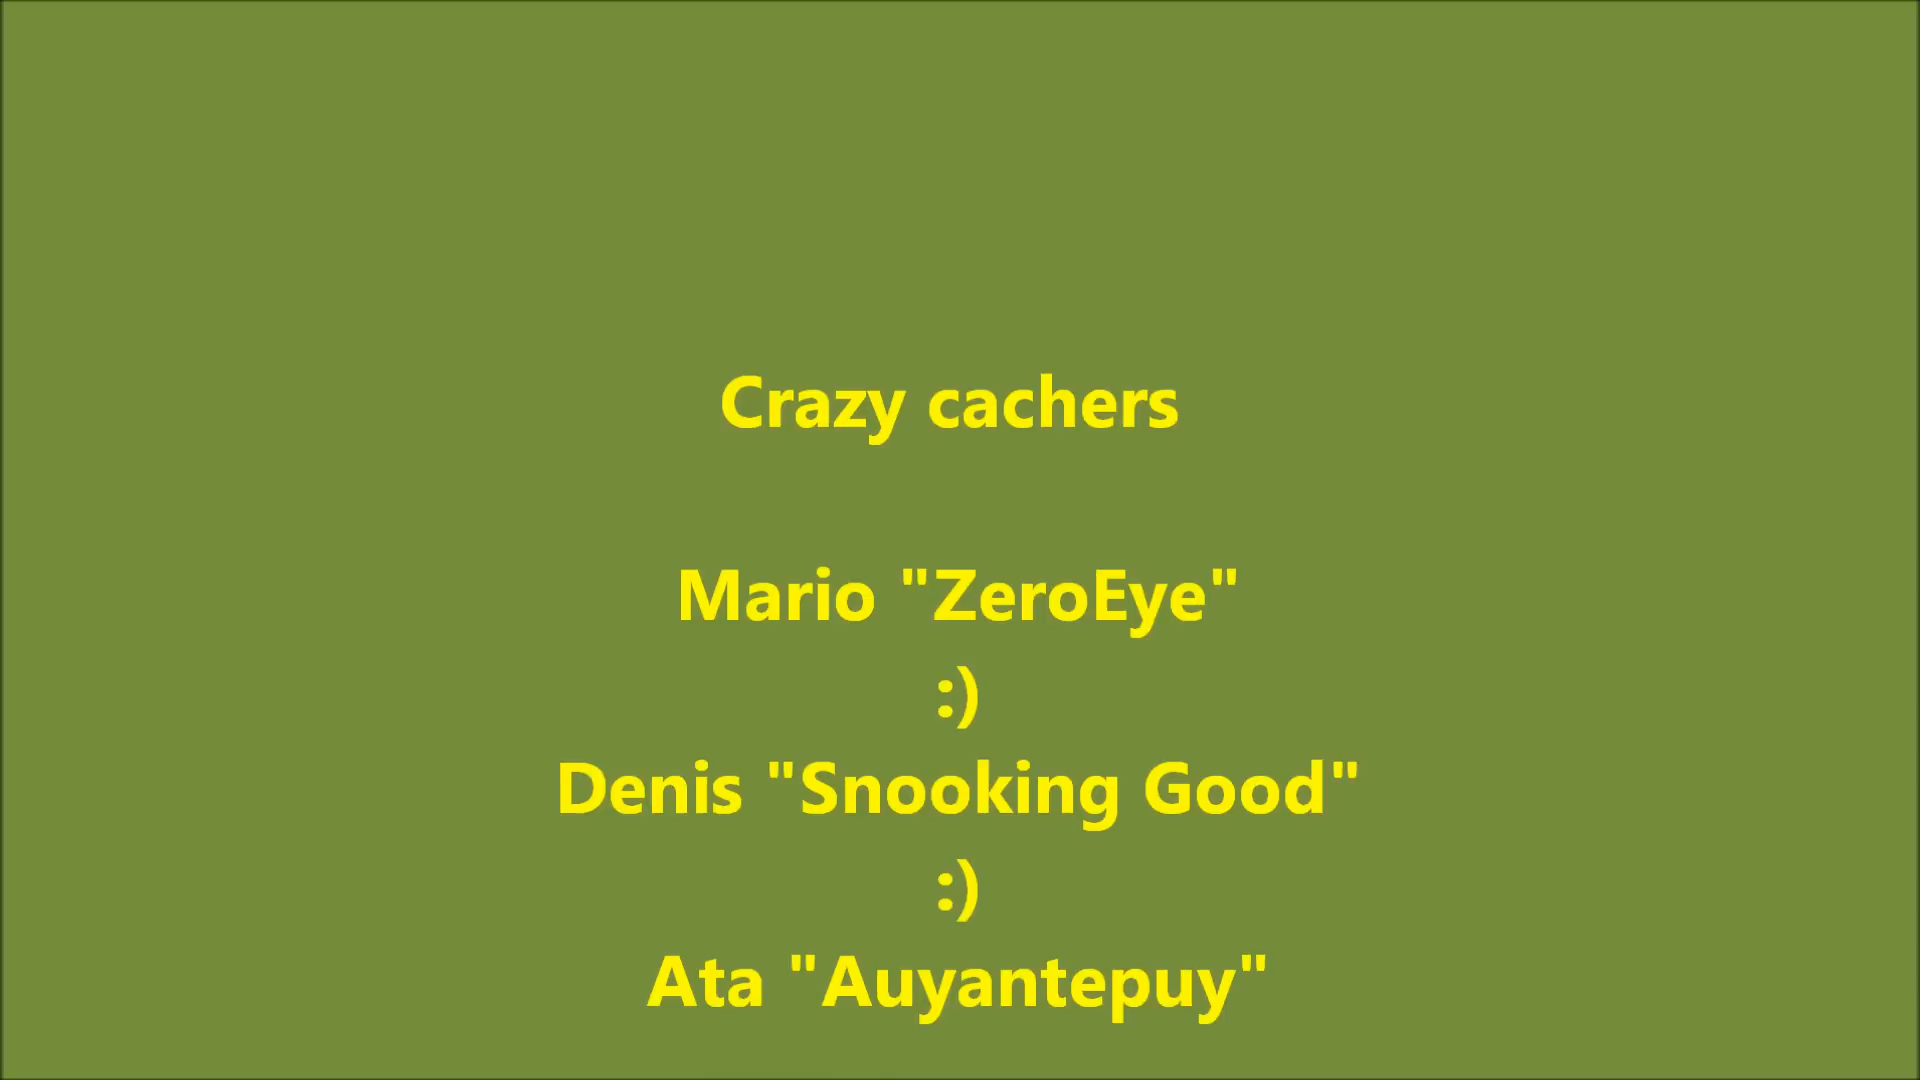 Crazy cachers
Mario "ZeroEye"
:)
Denis "Snooking Good"
:)
Ata "Auyantepuy"